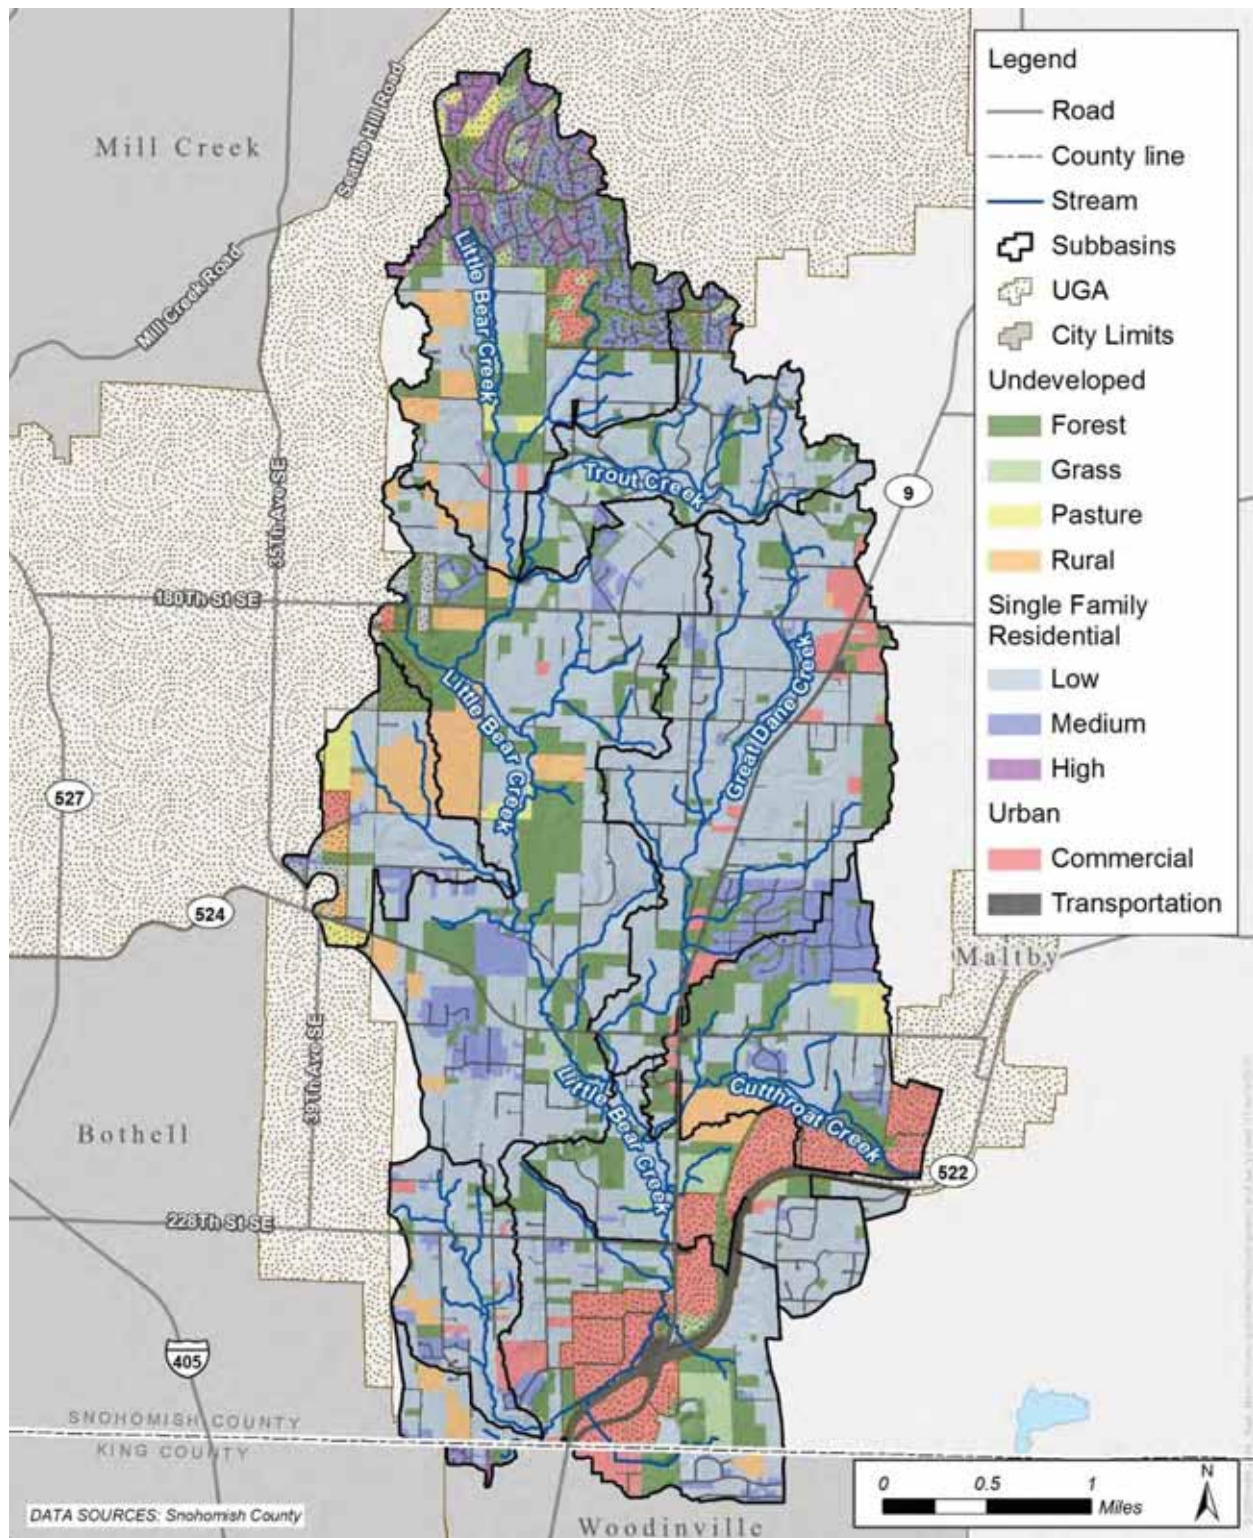 Legend
Road
County line
Stream
Subbasins
UGA
City Limits
Undeveloped
Forest
Grass
Pasture
Rural
Single Family
Residential
Low
Medium
High
Urban
Commercial
Transportation
Mill Creek
Seattle Hill Road
Mill Creek Road
Little Bear Creek
Trout Creek
9
35Th Ave SE
180Th St SE
Little Bear Creek
Great Dane Creek
527
524
Maltby
39Th Ave SE
Little Bear Creek
Cutthroat Creek
Bothell
522
228Th St SE
405
SNOHOMISH COUNTY
KING COUNTY
0 0.5 1
Miles
N
DATA SOURCES: Snohomish County
Woodinville